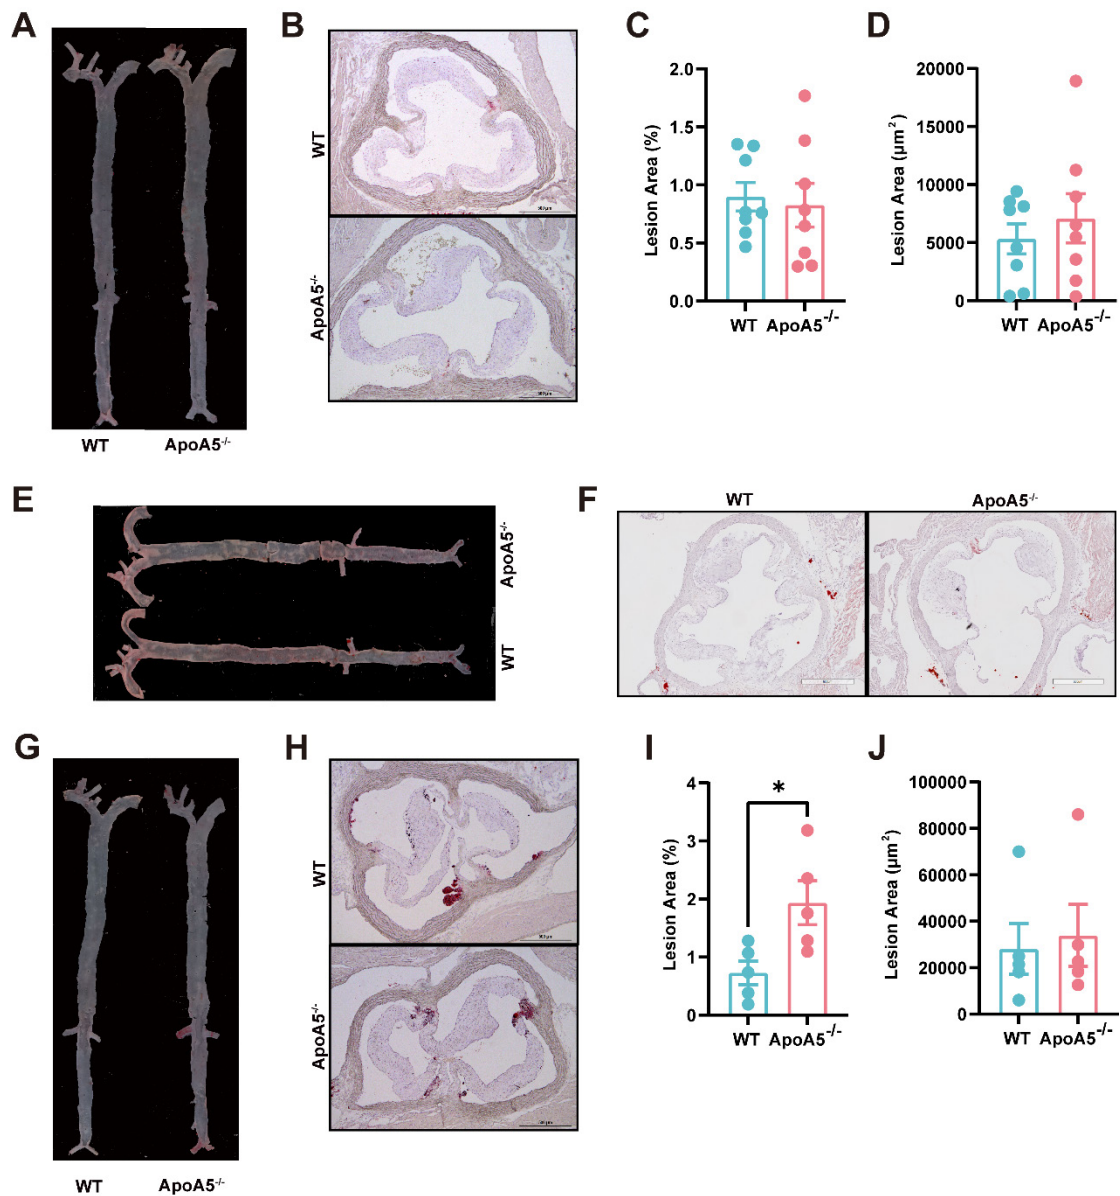 A
B
C
D
WT
ApoA5-/-
WT
ApoA5-/-
500 μm
Lesion Area (%)
2.0
1.5
1.0
0.5
0.0
WT
ApoA5-/-
Lesion Area (μm²)
20000
15000
10000
5000
0
WT
ApoA5-/-
E
F
ApoA5-/-
WT
WT
ApoA5-/-
G
H
I
J
WT
ApoA5-/-
WT
ApoA5-/-
Lesion Area (%)
4
3
2
1
0
*
WT
ApoA5-/-
Lesion Area (μm²)
100000
80000
60000
40000
20000
0
WT
ApoA5-/-